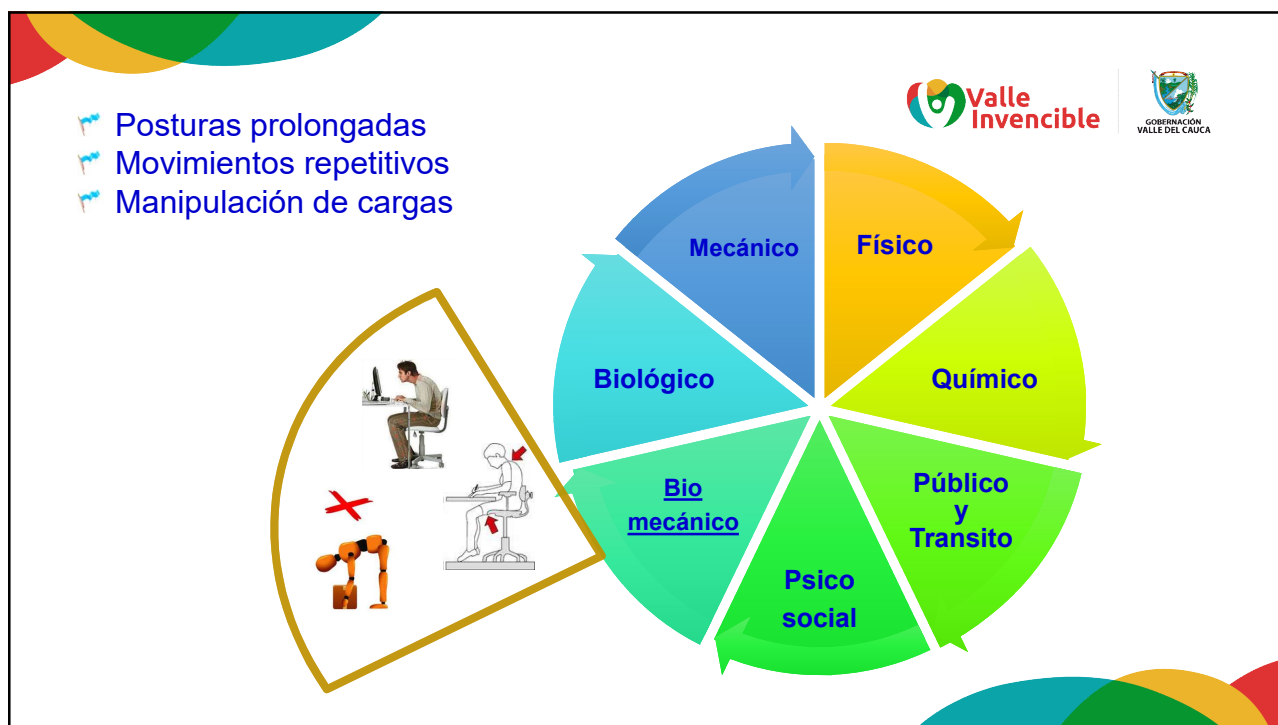 Posturas prolongadas
Movimientos repetitivos
Manipulación de cargas
Valle
Invencible
GOBERNACIÓN
VALLE DEL CAUCA
Mecánico
Físico
Biológico
Químico
Bio
mecánico
Público
y
Transito
Psico
social